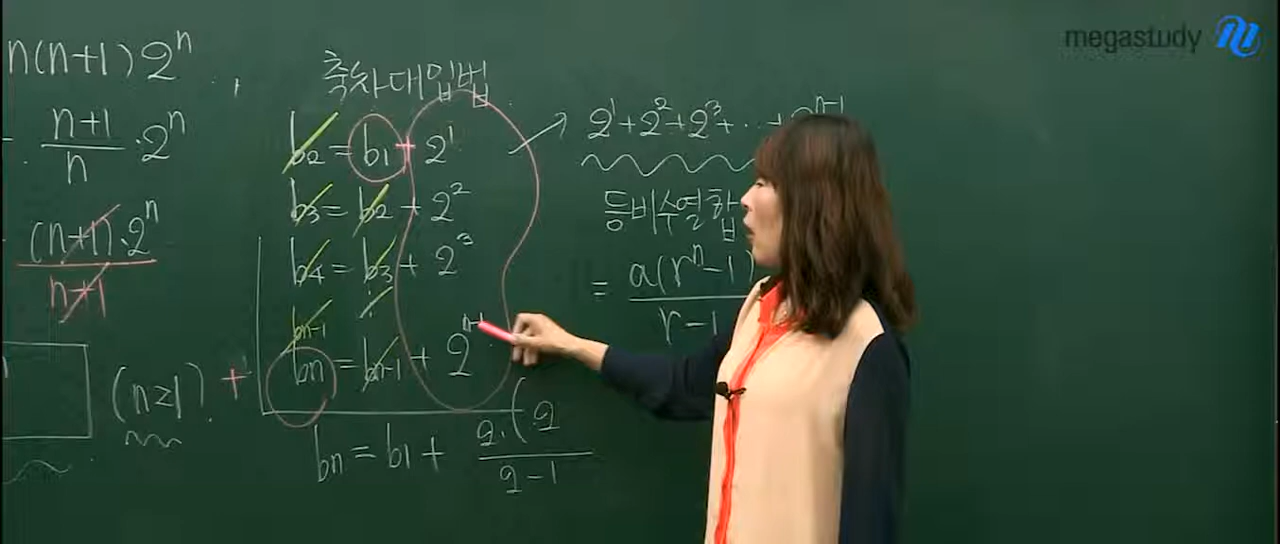 megastudy
n(n+1)2ⁿ
n+1/n · 2ⁿ
(n+1)·2ⁿ/n+1
(n≥1)
+
축차대입법
b₂ = b₁ + 2¹
b₃ = b₂ + 2²
b₄ = b₃ + 2³
bₙ₋₁ ⋮
bₙ = bₙ₋₁ + 2ⁿ⁻¹
bₙ = b₁ + 2·(2/2-1
2¹+2²+2³+⋯+2ⁿ⁻¹
등비수열합
= a(rⁿ-1)/r-1